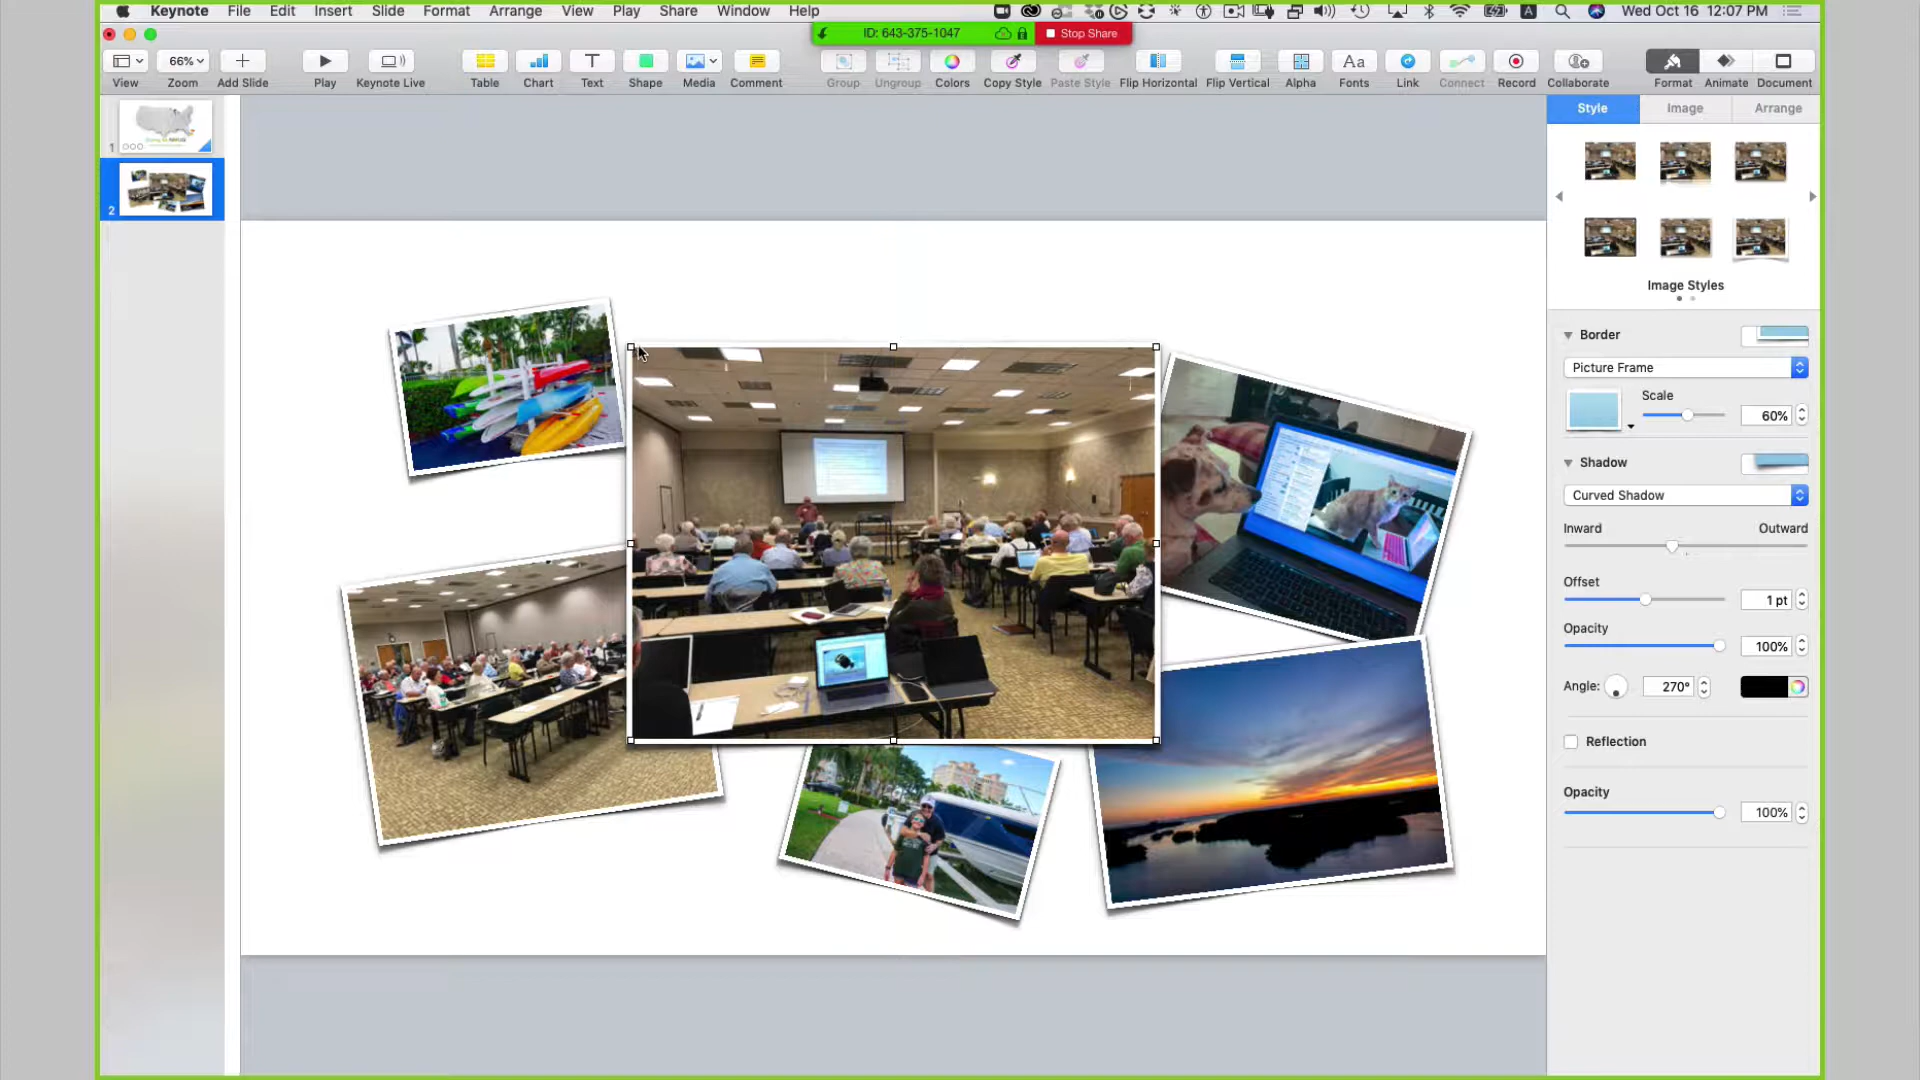 Keynote File Edit Insert Slide Format Arrange View Play Share Window Help Wed Oct 16 12:07 PM
ID: 643-375-1047 Stop Share
66%
View Zoom Add Slide Play Keynote Live Table Chart Text Shape Media Comment Group Ungroup Colors Copy Style Paste Style Flip Horizontal Flip Vertical Alpha Fonts Link Connect Record Collaborate Format Animate Document
Style Image Arrange
1
2
Image Styles
Border
Picture Frame
Scale
60%
Shadow
Curved Shadow
Inward Outward
Offset
1 pt
Opacity
100%
Angle: 270°
Reflection
Opacity
100%